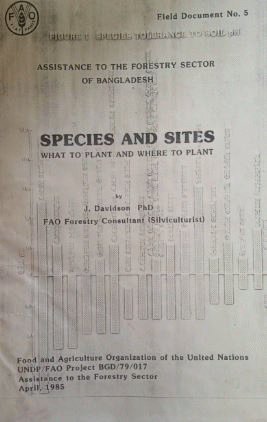 Field Document No. 5
FIGURE 1 SPECIES TOLERANCE TO SOIL PH
ASSISTANCE TO THE FORESTRY SECTOR
OF BANGLADESH
SPECIES AND SITES
WHAT TO PLANT AND WHERE TO PLANT
by
J. Davidson PhD
FAO Forestry Consultant (Silviculturist)
Food and Agriculture Organization of the United Nations
UNDP/FAO Project BGD/79/017
Assistance to the Forestry Sector
April, 1985